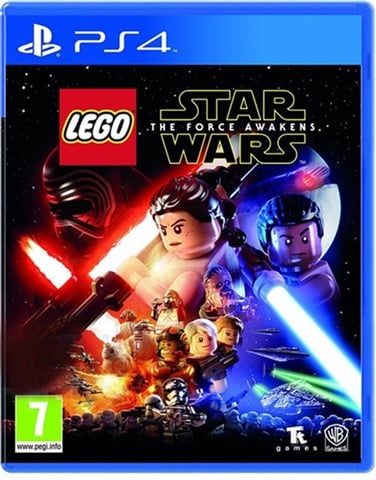 PS4
LEGO
STAR
THE FORCE AWAKENS
WARS
7
www.pegi.info
TT
games
WB
GAMES